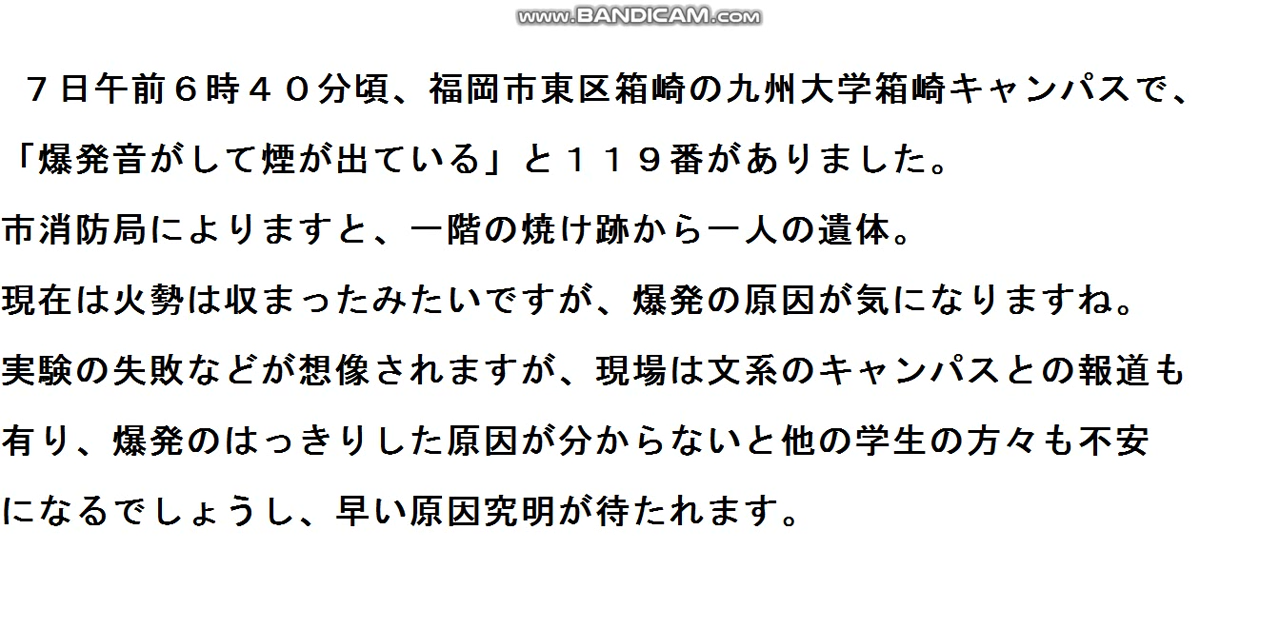 www.BANDICAM.com
７日午前６時４０分頃、福岡市東区箱崎の九州大学箱崎キャンパスで、
「爆発音がして煙が出ている」と１１９番がありました。
市消防局によりますと、一階の焼け跡から一人の遺体。
現在は火勢は収まったみたいですが、爆発の原因が気になりますね。
実験の失敗などが想像されますが、現場は文系のキャンパスとの報道も
有り、爆発のはっきりした原因が分からないと他の学生の方々も不安
になるでしょうし、早い原因究明が待たれます。